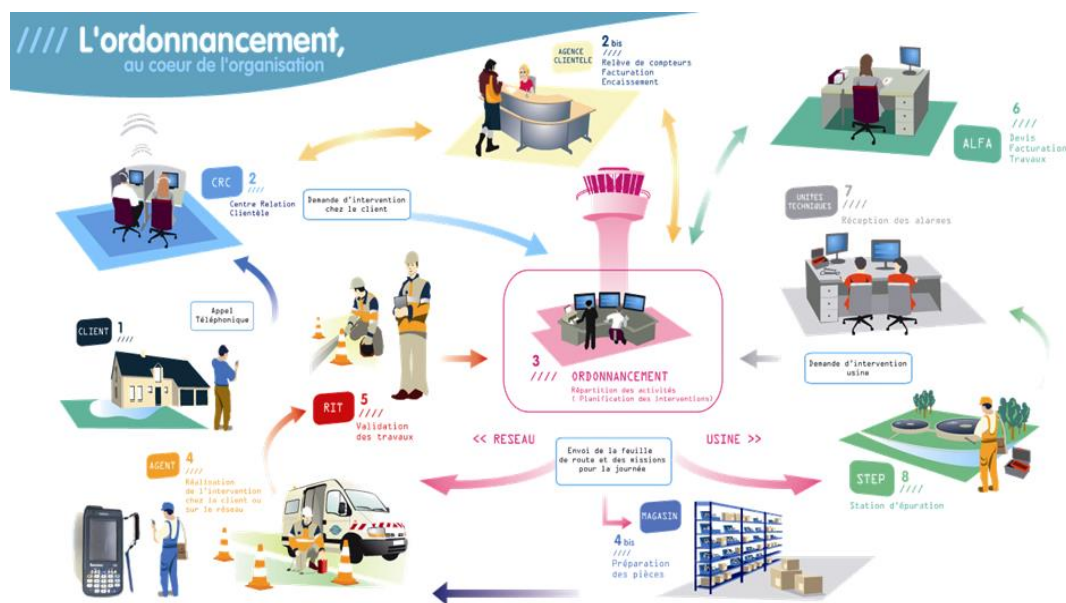 //// L'ordonnancement,
au coeur de l'organisation
AGENCE
CLIENTELE
2 bis
////
Relève de compteurs
Facturation
Encaissement
6
////
ALFA
Devis
Facturation
Travaux
CRC
2
////
Centre Relation
Clientèle
Demande d'intervention
chez le client
UNITES
TECHNIQUES
7
////
Réception des alarmes
Appel
Téléphonique
CLIENT
1
////
3
////
ORDONNANCEMENT
Répartition des activités
( Planification des interventions)
Demande d'intervention
usine
RIT
5
////
Validation
des travaux
<< RESEAU
USINE >>
Envoi de la feuille
de route et des missions
pour la journée
AGENT
4
////
Réalisation
de l'intervention
chez le client ou
sur le réseau
STEP
8
////
Station d'épuration
MAGASIN
4 bis
////
Préparation
des pièces